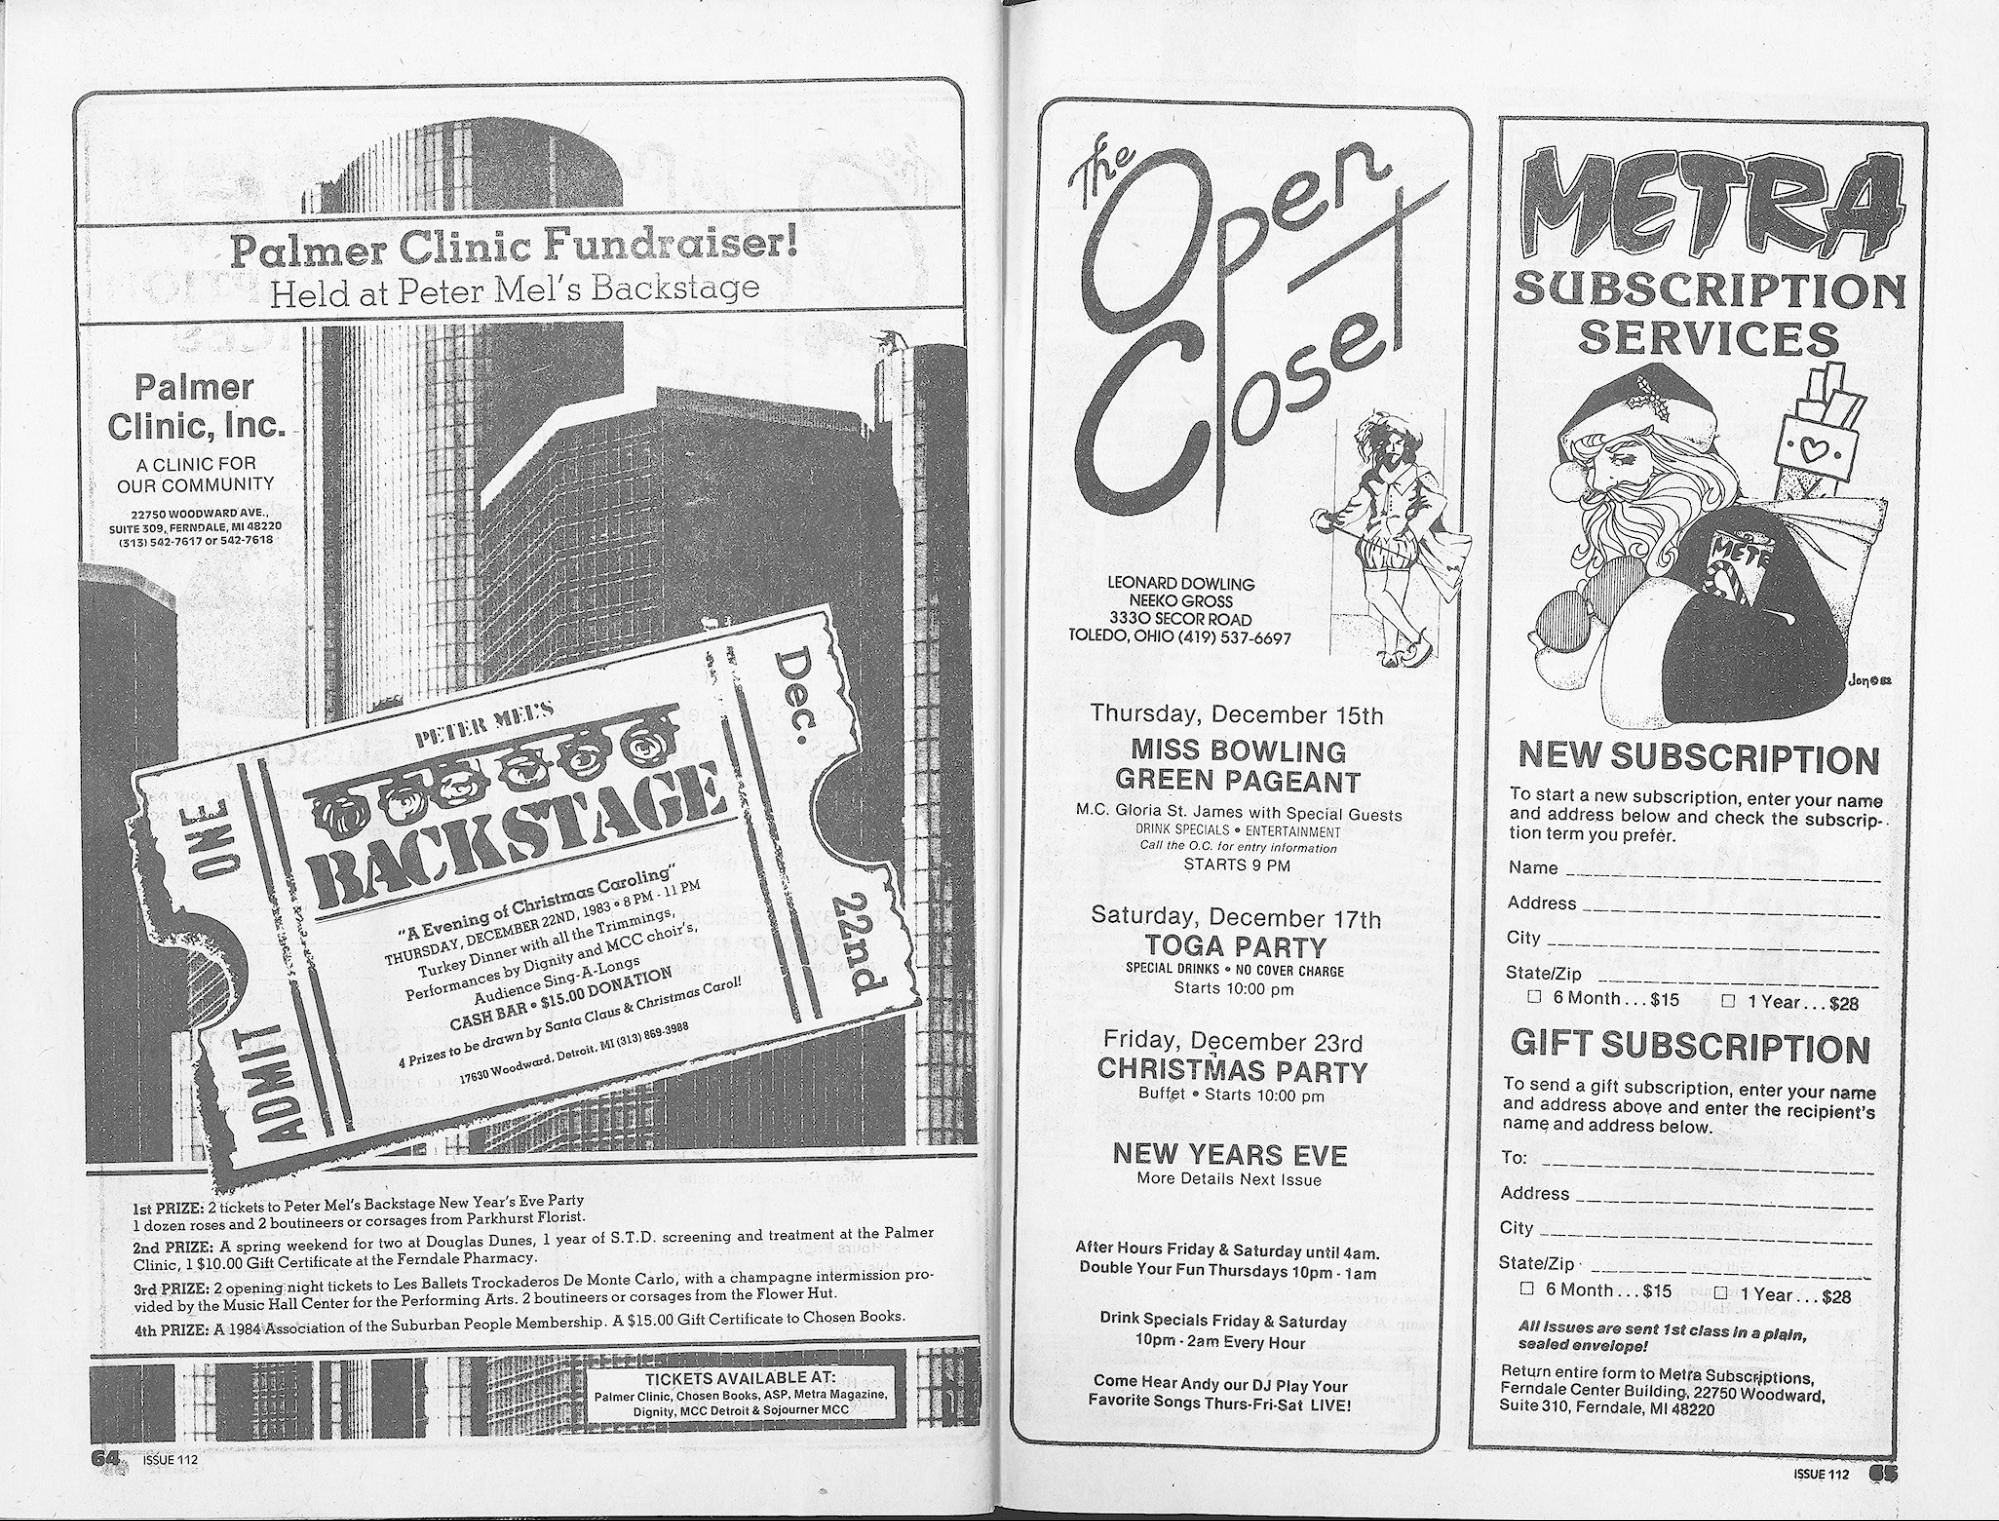 Palmer Clinic Fundraiser!
Held at Peter Mel's Backstage
Palmer
Clinic, Inc.
A CLINIC FOR
OUR COMMUNITY
22750 WOODWARD AVE.,
SUITE 309, FERNDALE, MI 48220
(313) 542-7617 or 542-7618
ADMIT ONE
PETER MEL'S
BACKSTAGE
"A Evening of Christmas Caroling"
THURSDAY, DECEMBER 22ND, 1983 • 8 PM - 11 PM
Turkey Dinner with all the Trimmings,
Performances by Dignity and MCC choir's,
Audience Sing-A-Longs
CASH BAR • $15.00 DONATION
4 Prizes to be drawn by Santa Claus & Christmas Carol!
17630 Woodward, Detroit, MI (313) 869-3988
Dec. 22nd
1st PRIZE: 2 tickets to Peter Mel's Backstage New Year's Eve Party
1 dozen roses and 2 boutineers or corsages from Parkhurst Florist.
2nd PRIZE: A spring weekend for two at Douglas Dunes, 1 year of S.T.D. screening and treatment at the Palmer
Clinic, 1 $10.00 Gift Certificate at the Ferndale Pharmacy.
3rd PRIZE: 2 opening night tickets to Les Ballets Trockaderos De Monte Carlo, with a champagne intermission pro-
vided by the Music Hall Center for the Performing Arts. 2 boutineers or corsages from the Flower Hut.
4th PRIZE: A 1984 Association of the Suburban People Membership. A $15.00 Gift Certificate to Chosen Books.
TICKETS AVAILABLE AT:
Palmer Clinic, Chosen Books, ASP, Metra Magazine,
Dignity, MCC Detroit & Sojourner MCC
64 ISSUE 112
The
Open
Closet
LEONARD DOWLING
NEEKO GROSS
3330 SECOR ROAD
TOLEDO, OHIO (419) 537-6697
Thursday, December 15th
MISS BOWLING
GREEN PAGEANT
M.C. Gloria St. James with Special Guests
DRINK SPECIALS • ENTERTAINMENT
Call the O.C. for entry information
STARTS 9 PM
Saturday, December 17th
TOGA PARTY
SPECIAL DRINKS • NO COVER CHARGE
Starts 10:00 pm
Friday, December 23rd
CHRISTMAS PARTY
Buffet • Starts 10:00 pm
NEW YEARS EVE
More Details Next Issue
After Hours Friday & Saturday until 4am.
Double Your Fun Thursdays 10pm - 1am
Drink Specials Friday & Saturday
10pm - 2am Every Hour
Come Hear Andy our DJ Play Your
Favorite Songs Thurs-Fri-Sat LIVE!
METRA
SUBSCRIPTION
SERVICES
METR
Jones 82
NEW SUBSCRIPTION
To start a new subscription, enter your name
and address below and check the subscrip-
tion term you prefer.
Name
Address
City
State/Zip
☐ 6 Month...$15 ☐ 1 Year...$28
GIFT SUBSCRIPTION
To send a gift subscription, enter your name
and address above and enter the recipient's
name and address below.
To:
Address
City
State/Zip
☐ 6 Month...$15 ☐ 1 Year...$28
All issues are sent 1st class in a plain,
sealed envelope!
Return entire form to Metra Subscriptions,
Ferndale Center Building, 22750 Woodward,
Suite 310, Ferndale, MI 48220
ISSUE 112 65